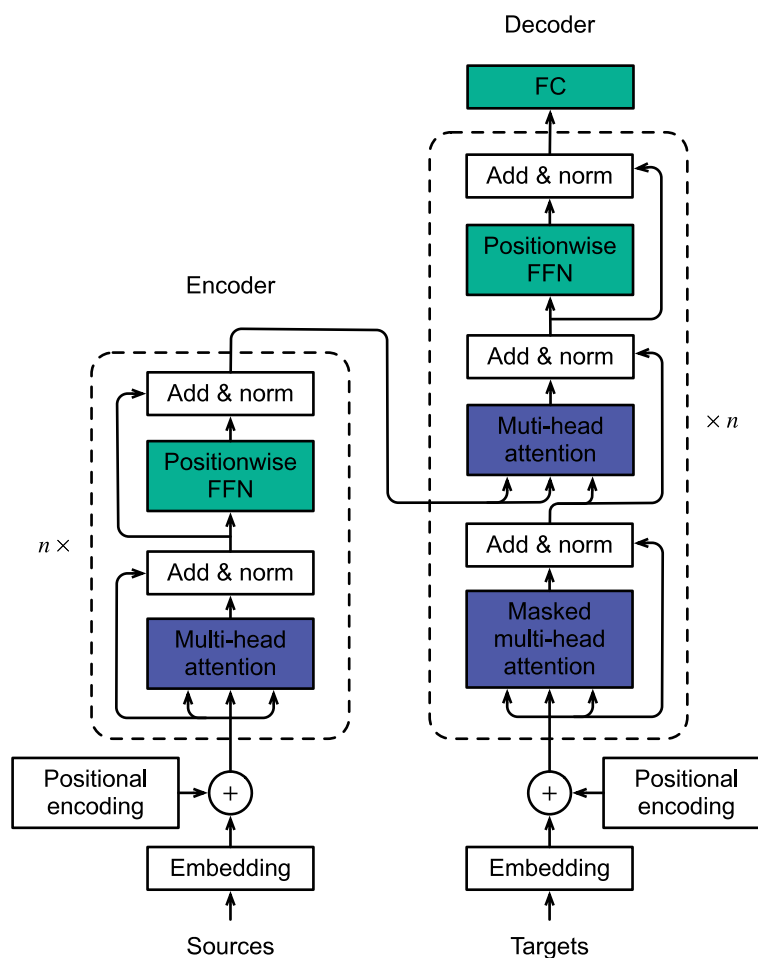 Decoder
FC
Add & norm
Positionwise
FFN
Add & norm
Muti-head
attention
× n
Add & norm
Masked
multi-head
attention
Positional
encoding
+
Embedding
Targets
Encoder
Add & norm
Positionwise
FFN
n ×
Add & norm
Multi-head
attention
Positional
encoding
+
Embedding
Sources